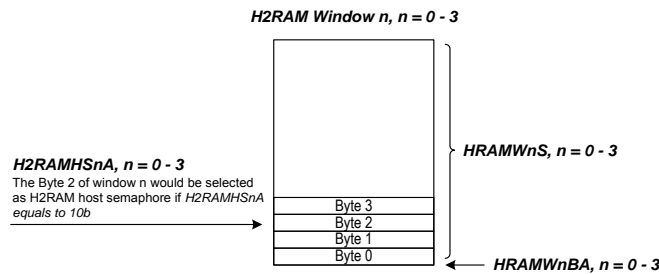 H2RAM Window n, n = 0 - 3
H2RAMHSnA, n = 0 - 3
The Byte 2 of window n would be selected
as H2RAM host semaphore if H2RAMHSnA
equals to 10b
HRAMWnS, n = 0 - 3
Byte 3
Byte 2
Byte 1
Byte 0
HRAMWnBA, n = 0 - 3